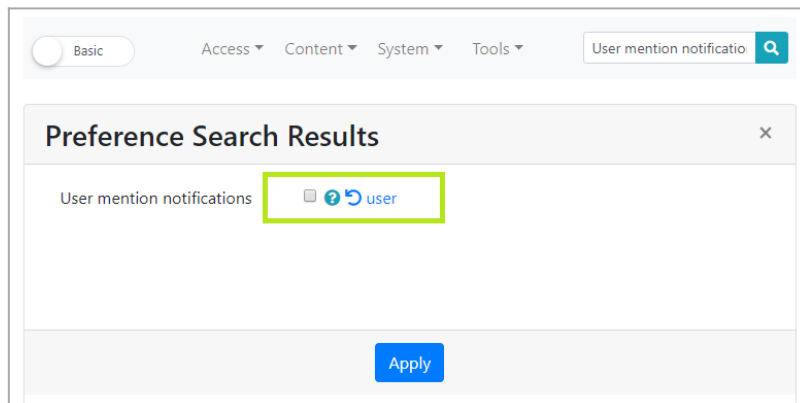 Basic Access Content System Tools User mention notificatio
Preference Search Results ×
User mention notifications ? user
Apply